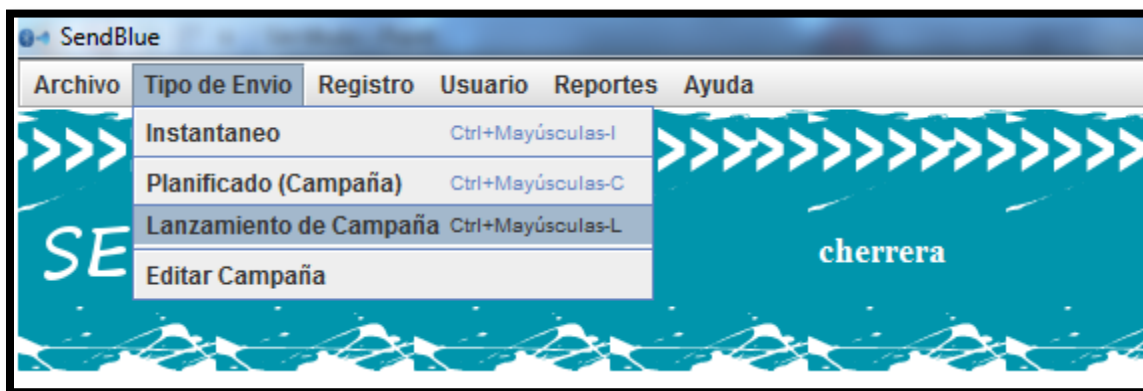 SendBlue
Archivo Tipo de Envio Registro Usuario Reportes Ayuda
Instantaneo Ctrl+Mayúsculas-I
Planificado (Campaña) Ctrl+Mayúsculas-C
Lanzamiento de Campaña Ctrl+Mayúsculas-L
SE cherrera
Editar Campaña